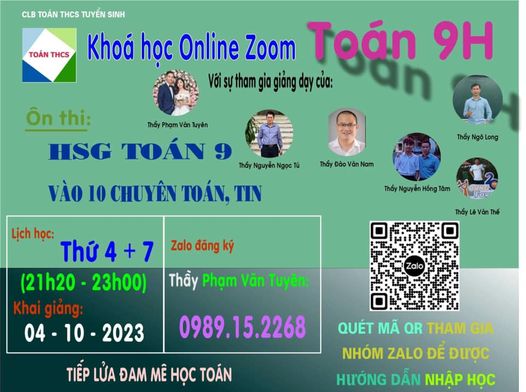 CLB TOÁN THCS TUYỂN SINH
TOÁN THCS
Khoá học Online Zoom Toán 9H
Với sự tham gia giảng dạy của:
Thầy Phạm Văn Tuyên
Thầy Nguyễn Ngọc Tú
Thầy Đào Văn Nam
Thầy Ngô Long
Thầy Nguyễn Hồng Tâm
Thầy Lê Văn Thế
Ôn thi:
HSG TOÁN 9
VÀO 10 CHUYÊN TOÁN, TIN
Lịch học:
Thứ 4 + 7
(21h20 - 23h00)
Khai giảng:
04 - 10 - 2023
Zalo đăng ký
Thầy Phạm Văn Tuyên:
0989.15.2268
Zalo
QUÉT MÃ QR THAM GIA
NHÓM ZALO ĐỂ ĐƯỢC
HƯỚNG DẪN NHẬP HỌC
TIẾP LỬA ĐAM MÊ HỌC TOÁN